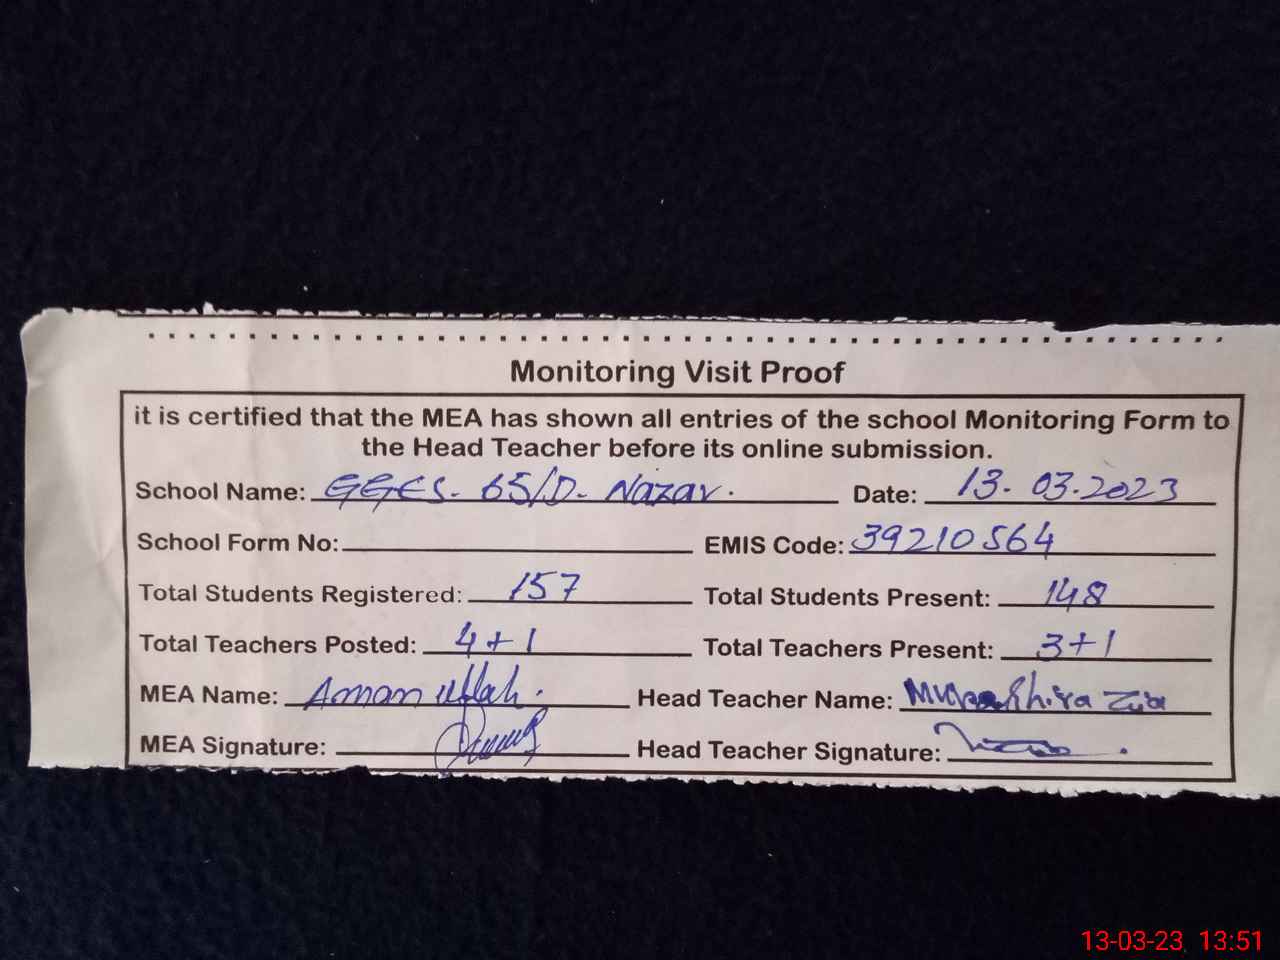 Monitoring Visit Proof
it is certified that the MEA has shown all entries of the school Monitoring Form to
the Head Teacher before its online submission.
School Name: GGES. 65/D. Nazar. Date: 13. 03.2023
School Form No: EMIS Code: 39210564
Total Students Registered: 157 Total Students Present: 148
Total Teachers Posted: 4+1 Total Teachers Present: 3+1
MEA Name: Aman ullah. Head Teacher Name:
MEA Signature: Head Teacher Signature:
13-03-23 13:51